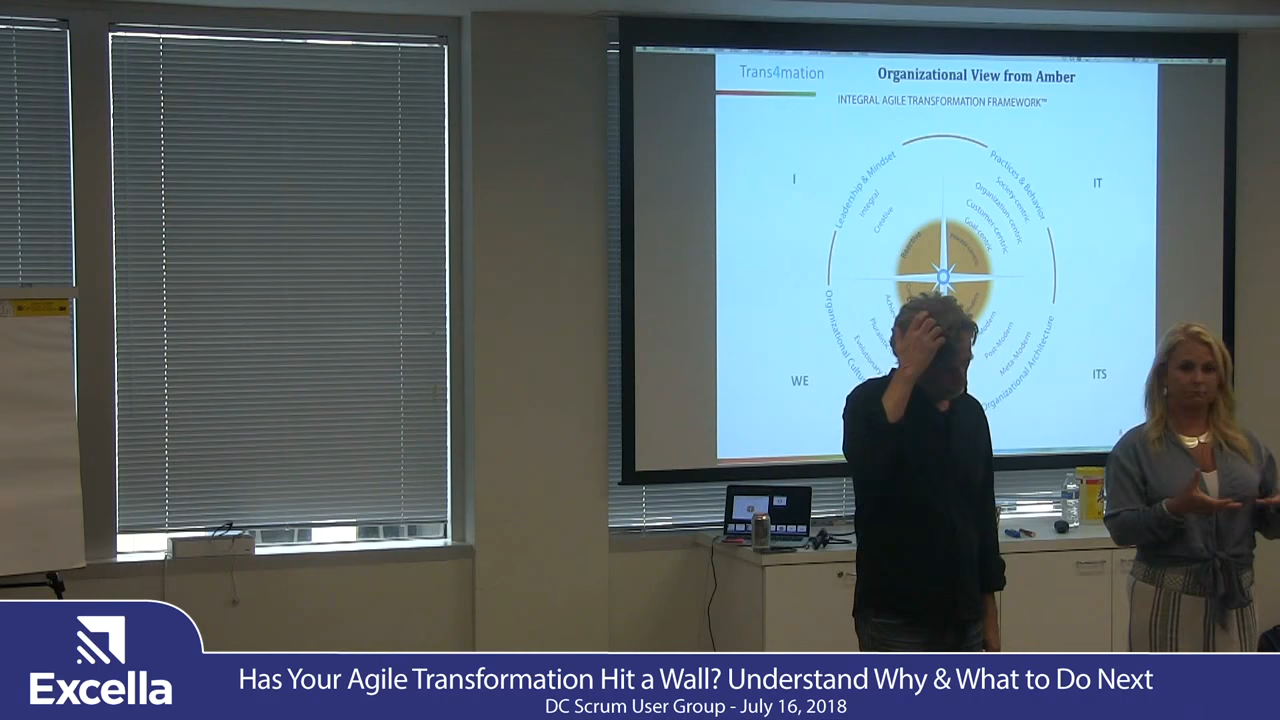 Trans4mation
Organizational View from Amber
INTEGRAL AGILE TRANSFORMATION FRAMEWORK™
I
IT
Leadership & Mindset
Integral
Creative
Reactive
Practices & Behavior
Society-centric
Organization-centric
Customer-centric
Goal-centric
Organizational
Pluralis
Evolutionary
Modern
Post-Modern
Meta-Modern
Organizational Architecture
WE
ITS
Excella
Has Your Agile Transformation Hit a Wall? Understand Why & What to Do Next
DC Scrum User Group - July 16, 2018